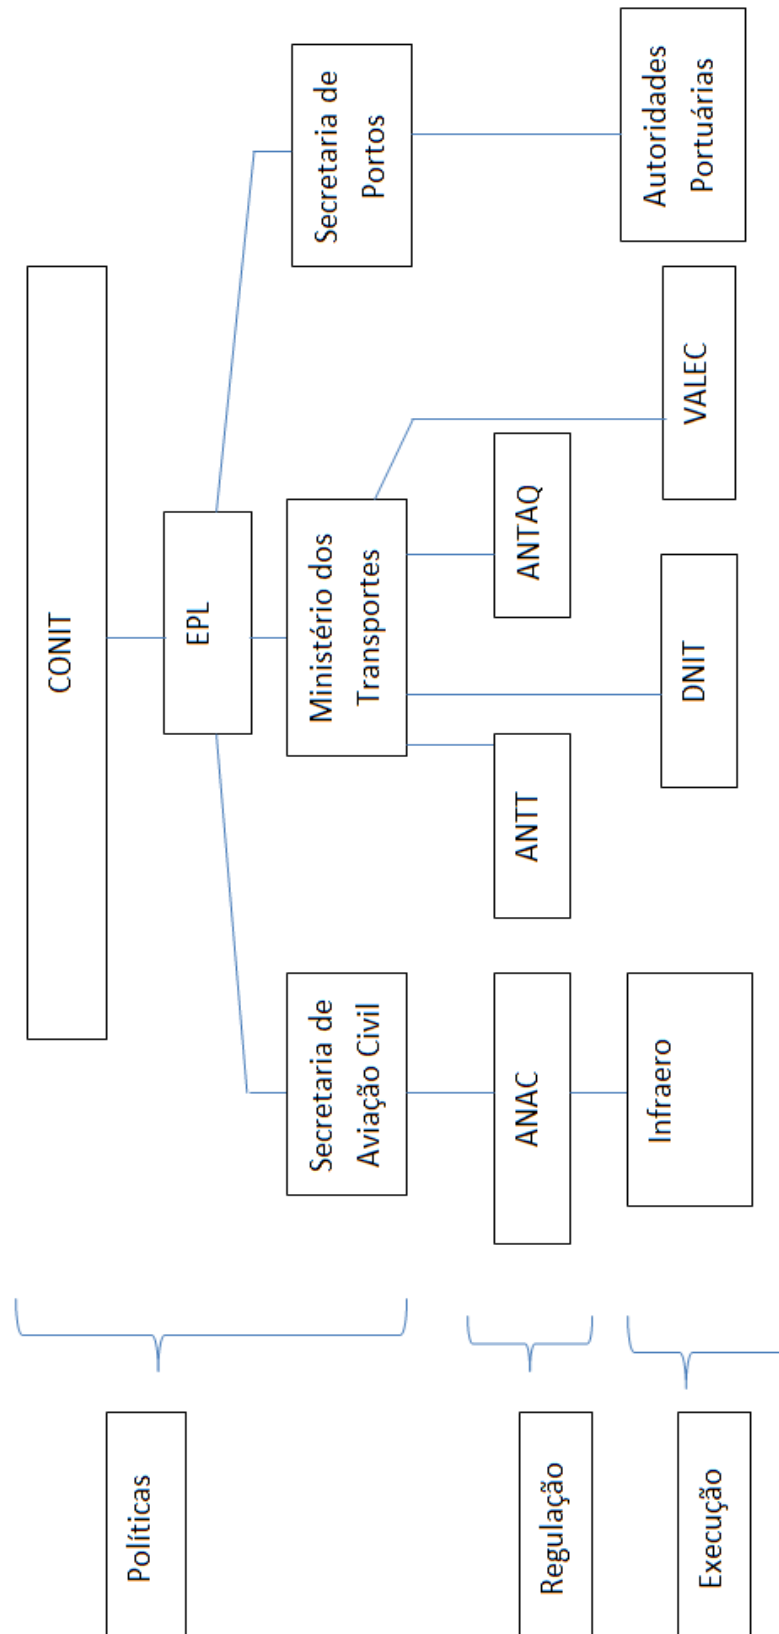 CONIT
Políticas
EPL
Secretaria de
Aviação Civil
Ministério dos
Transportes
Secretaria de
Portos
Regulação
ANAC
ANTT
ANTAQ
Execução
Infraero
DNIT
VALEC
Autoridades
Portuárias